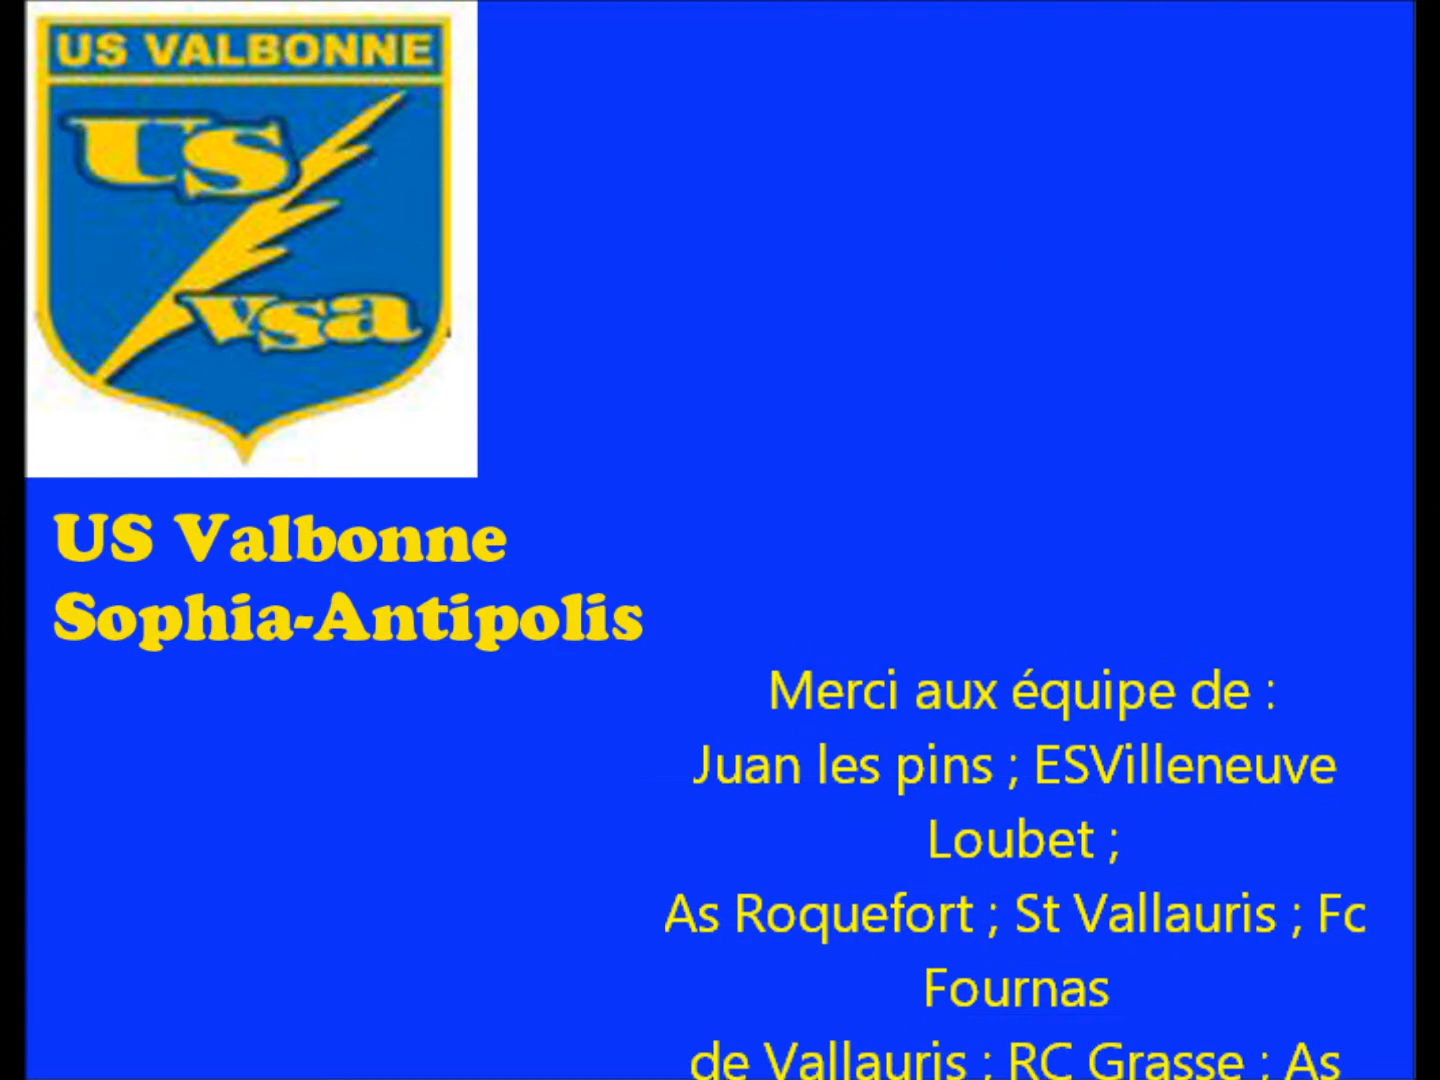 US VALBONNE
US
vsa
US Valbonne
Sophia-Antipolis
Merci aux équipe de :
Juan les pins ; ESVilleneuve
Loubet ;
As Roquefort ; St Vallauris ; Fc
Fournas
de Vallauris ; RC Grasse ; As